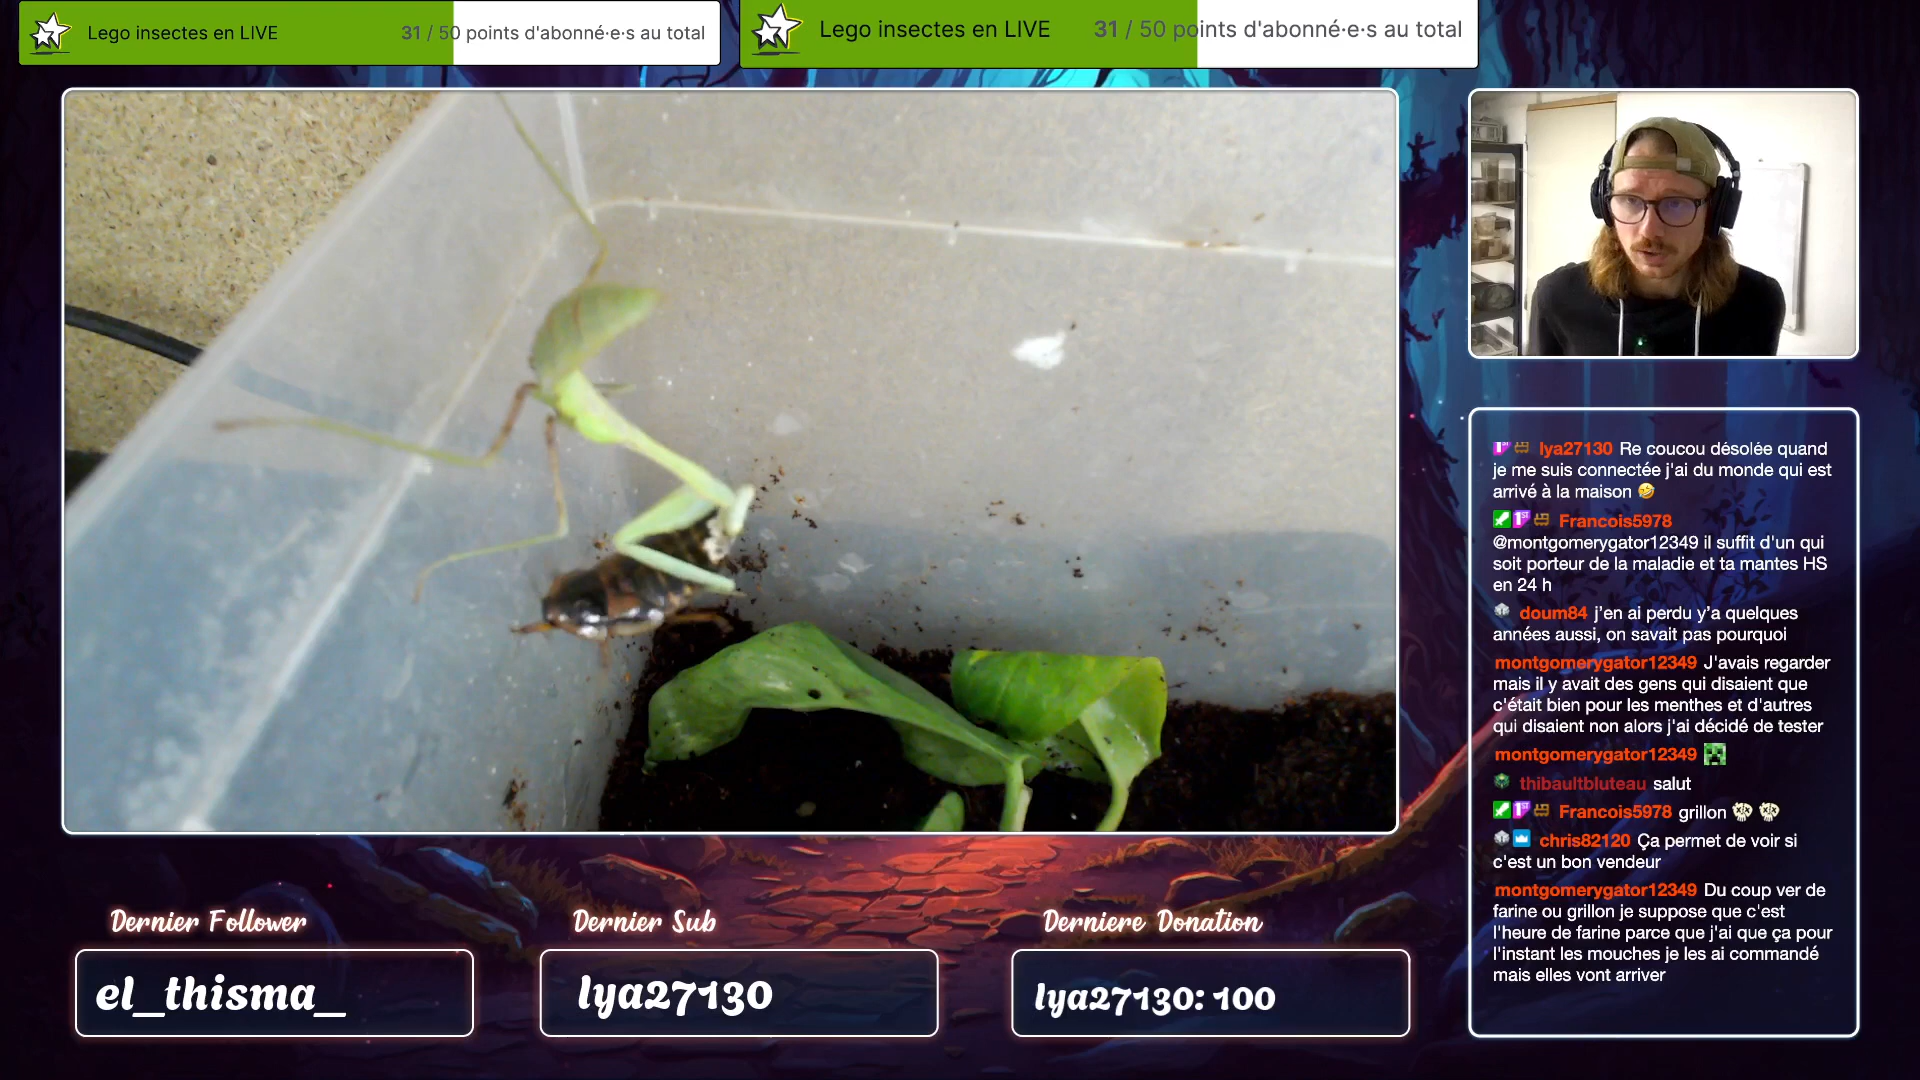 Lego insectes en LIVE 31 / 50 points d'abonné·e·s au total
Lego insectes en LIVE 31 / 50 points d'abonné·e·s au total
lya27130 Re coucou désolée quand
je me suis connectée j'ai du monde qui est
arrivé à la maison 🤣
Francois5978
@montgomerygator12349 il suffit d'un qui
soit porteur de la maladie et ta mantes HS
en 24 h
doum84 j'en ai perdu y'a quelques
années aussi, on savait pas pourquoi
montgomerygator12349 J'avais regarder
mais il y avait des gens qui disaient que
c'était bien pour les menthes et d'autres
qui disaient non alors j'ai décidé de tester
montgomerygator12349
thibaultbluteau salut
Francois5978 grillon
chris82120 Ça permet de voir si
c'est un bon vendeur
montgomerygator12349 Du coup ver de
farine ou grillon je suppose que c'est
l'heure de farine parce que j'ai que ça pour
l'instant les mouches je les ai commandé
mais elles vont arriver
Dernier Follower
el_thisma_
Dernier Sub
lya27130
Derniere Donation
lya27130: 100